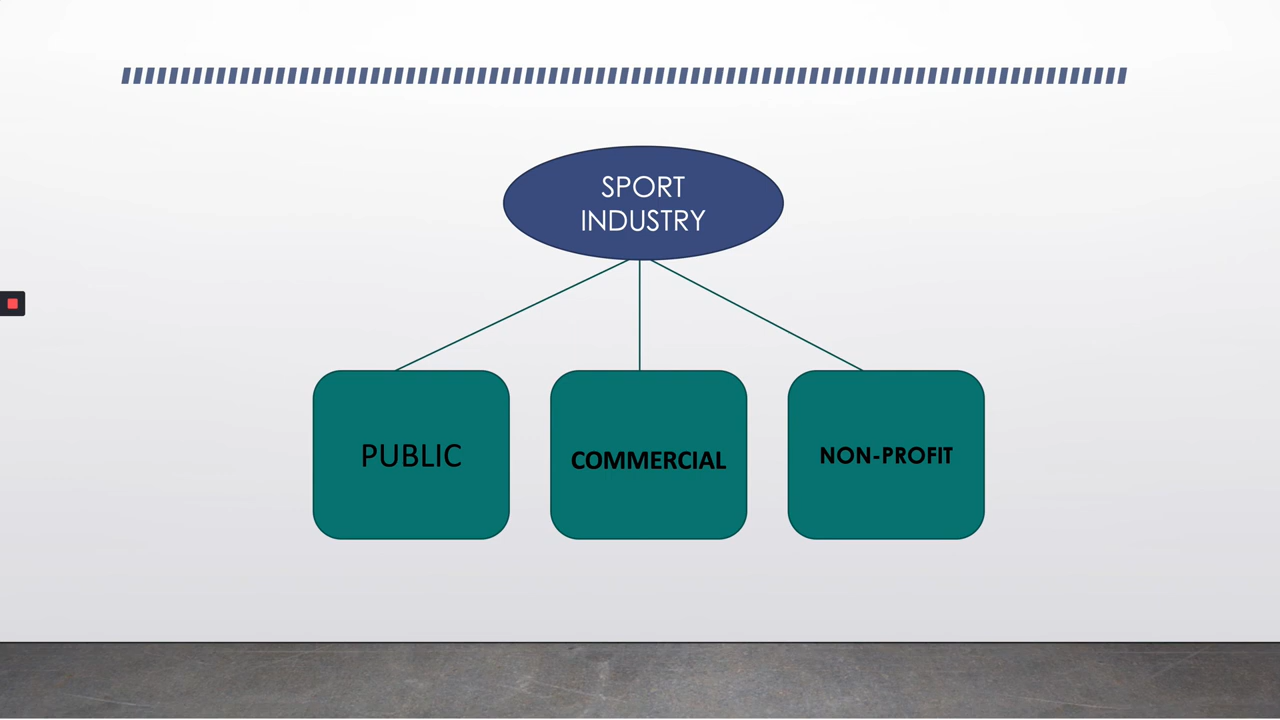 SPORT
INDUSTRY
PUBLIC
COMMERCIAL
NON-PROFIT